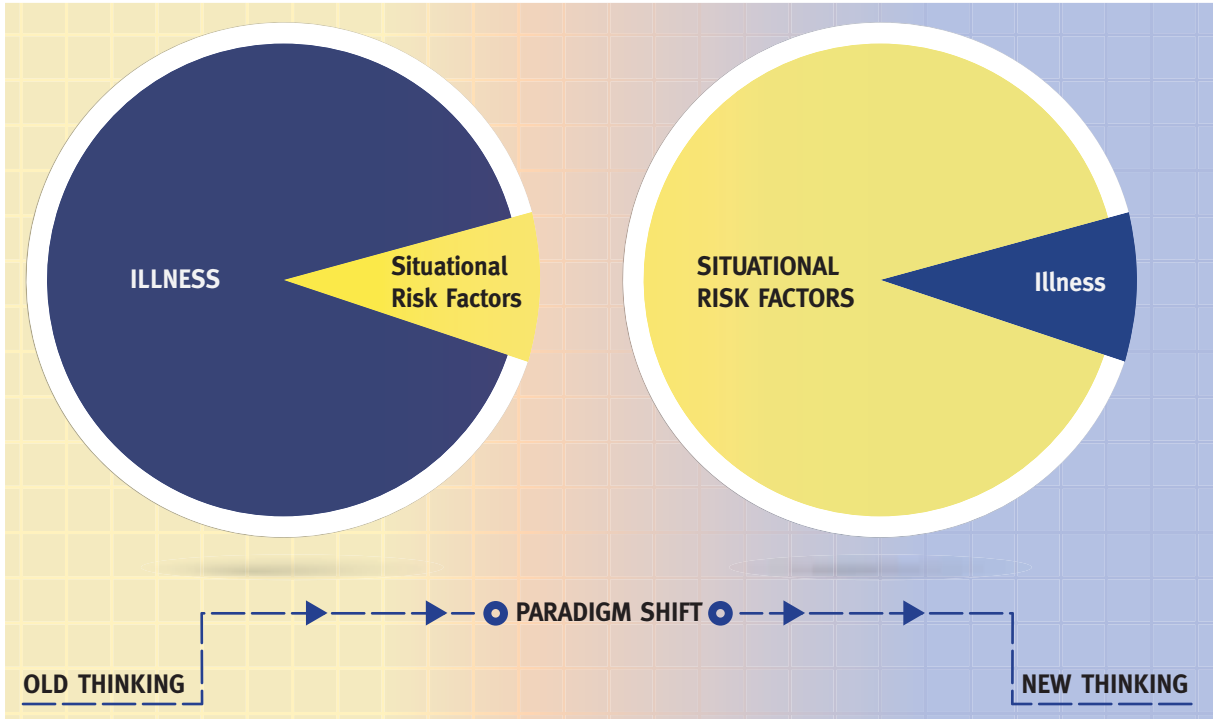 ILLNESS
Situational
Risk Factors
SITUATIONAL
RISK FACTORS
Illness
PARADIGM SHIFT
OLD THINKING
NEW THINKING